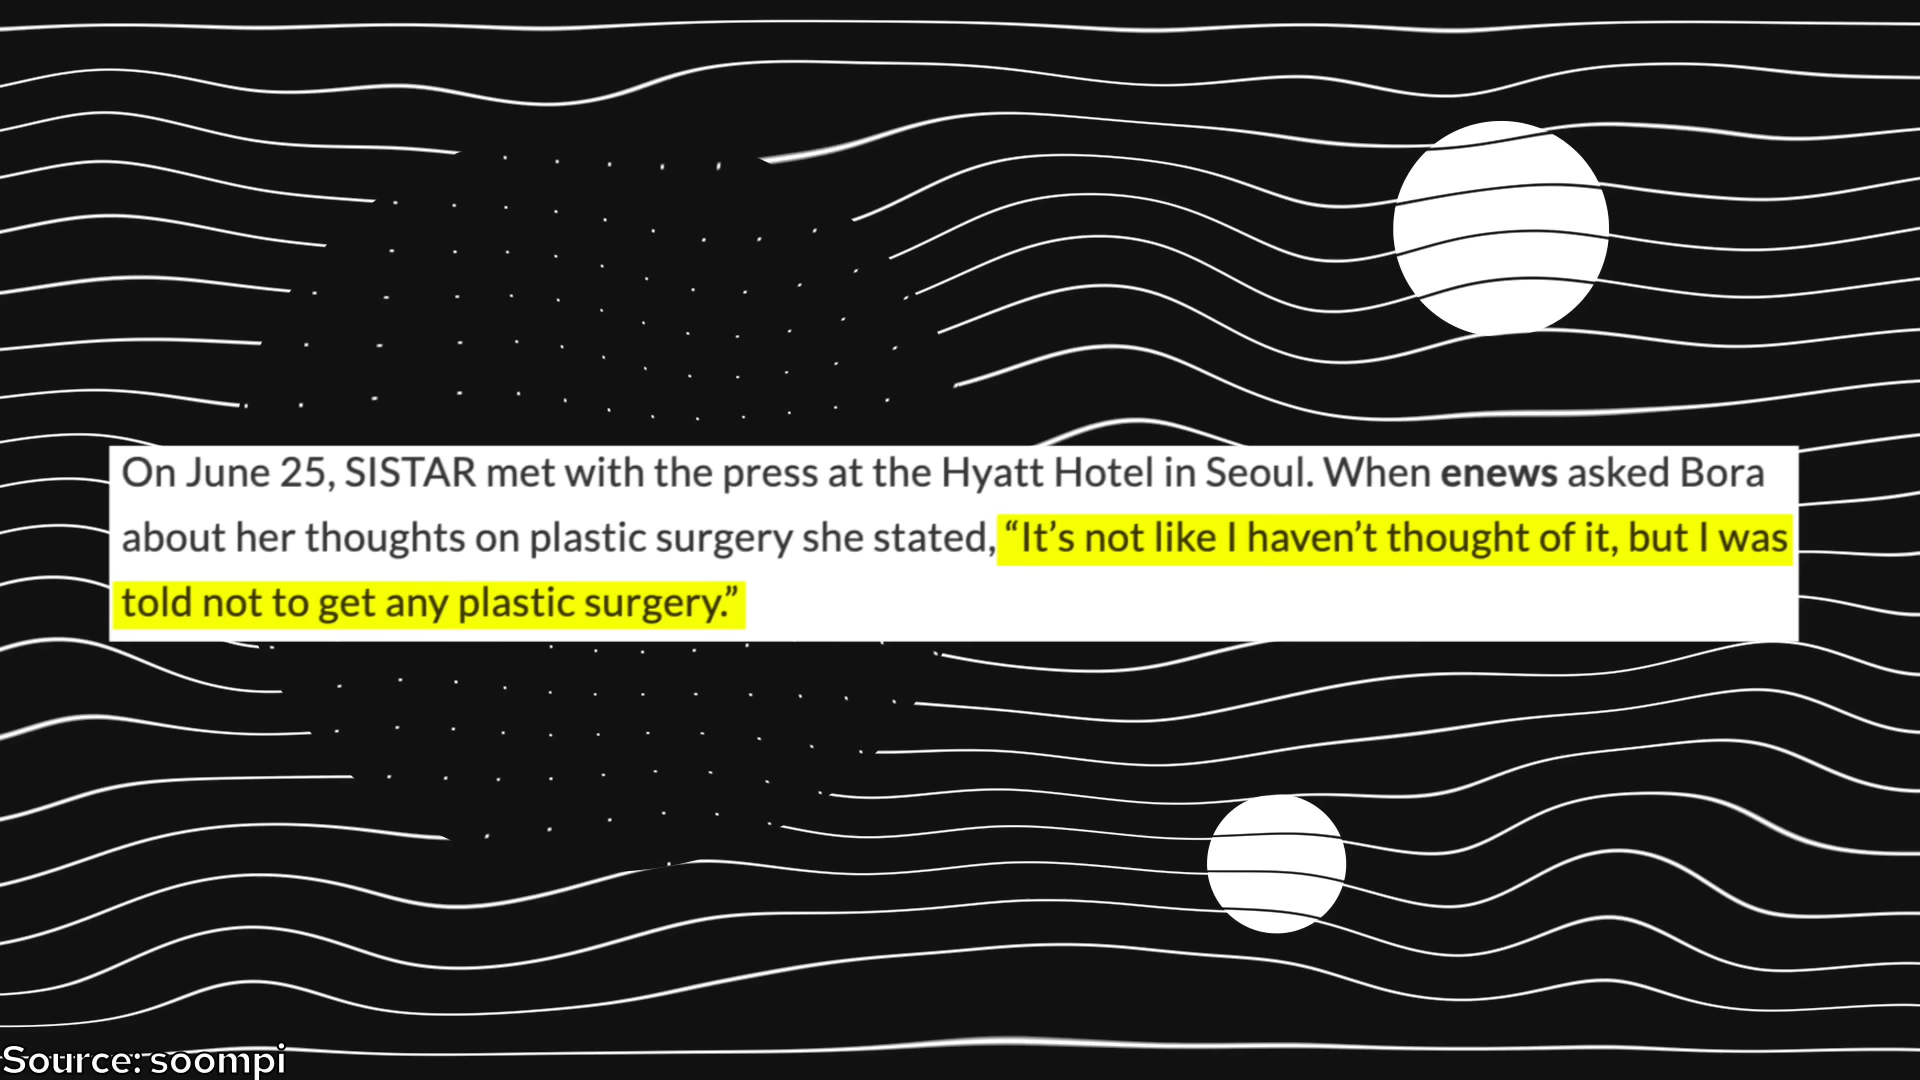 On June 25, SISTAR met with the press at the Hyatt Hotel in Seoul. When enews asked Bora
about her thoughts on plastic surgery she stated, “It’s not like I haven’t thought of it, but I was
told not to get any plastic surgery.”
Source: soompi